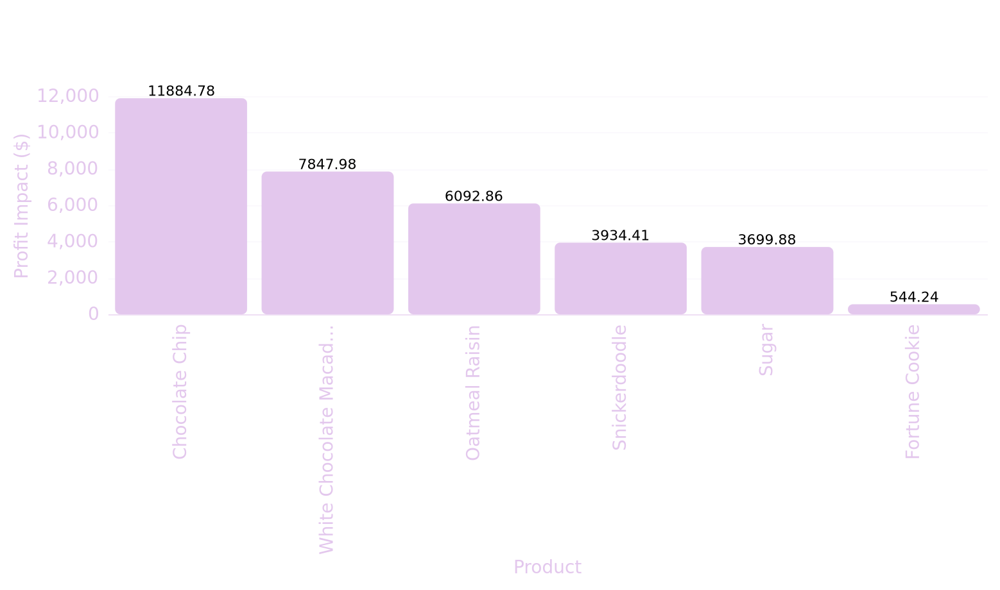 Profit Impact ($)
12,000
10,000
8,000
6,000
4,000
2,000
0
11884.78
7847.98
6092.86
3934.41
3699.88
544.24
Chocolate Chip
White Chocolate Macad...
Oatmeal Raisin
Snickerdoodle
Sugar
Fortune Cookie
Product